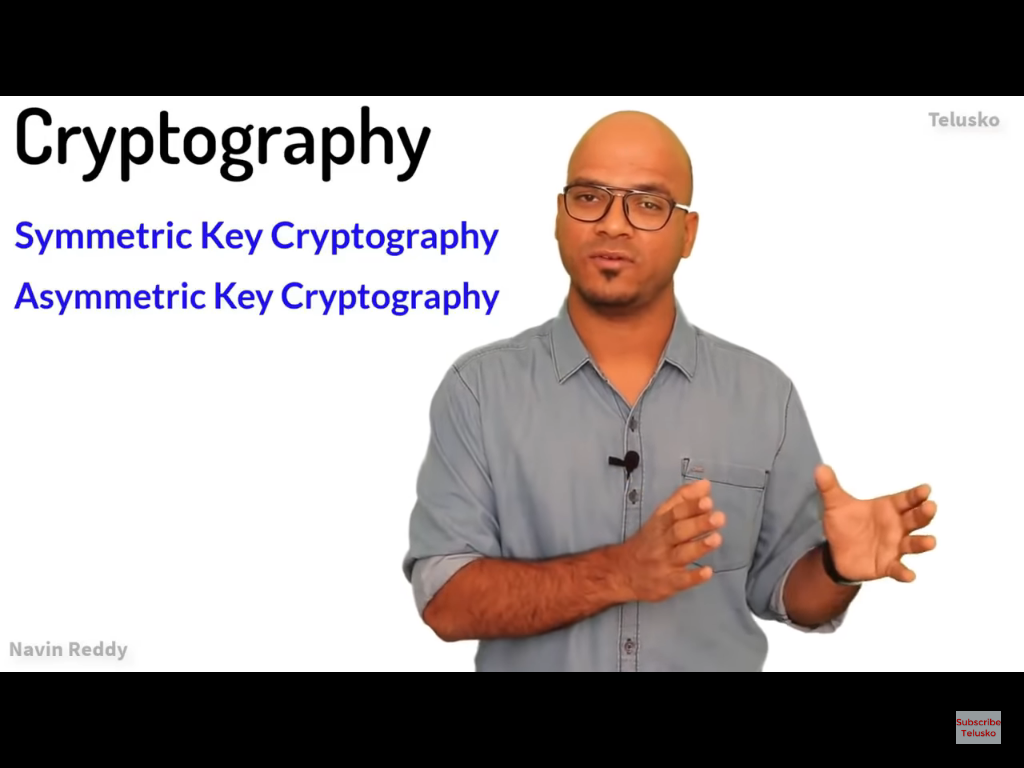 Cryptography
Telusko
Symmetric Key Cryptography
Asymmetric Key Cryptography
Navin Reddy
Subscribe
Telusko